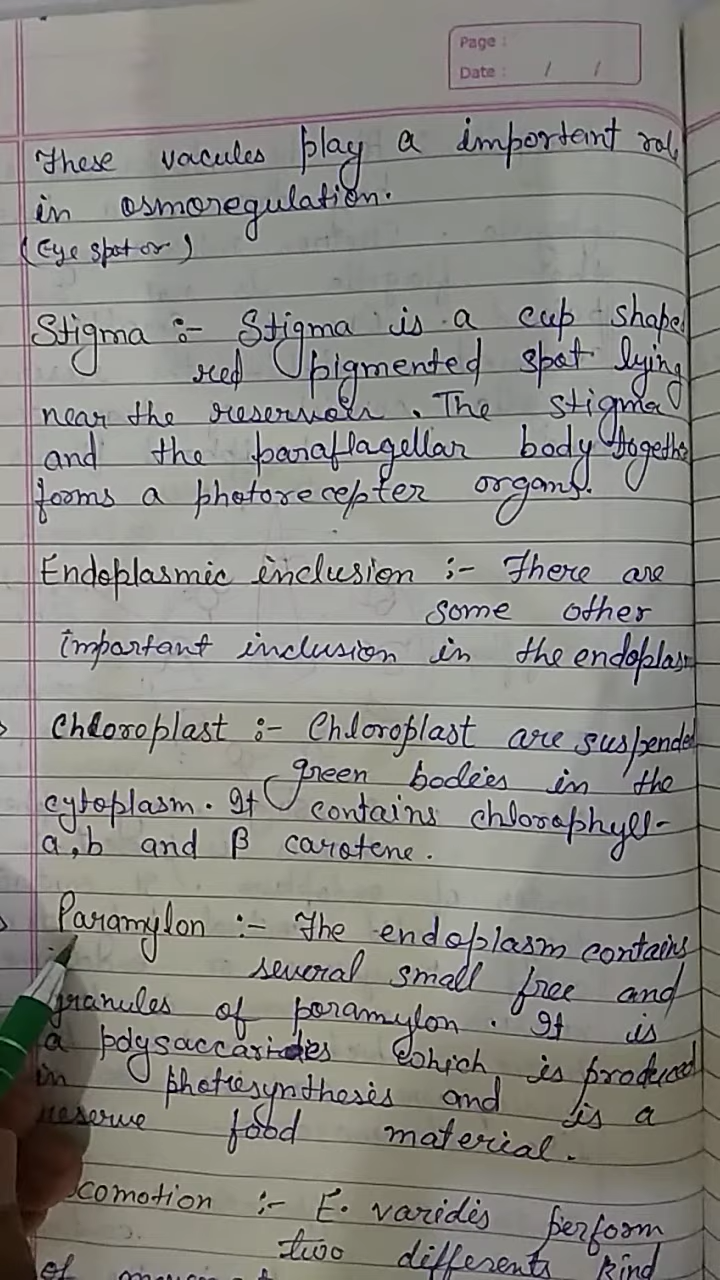 Page :
Date : / /
These vacules play a importeint role
in osmoregulation.
(Eye spot or)
Stigma :- Stigma is a cup shape
red pigmented spot lying
near the reservoir. The stigma
and the paraflagellar body togethe
forms a photorecepter organs.
Endoplasmic inclusion :- There are
some other
important inclusion in the endoplasm
Chloroplast :- Chloroplast are suspended
green bodies in the
cytoplasm. It contains chlorophyll-
a, b and β carotene.
Paramylon :- The endoplasm contains
several small free and
granules of paramylon. It is
a polysaccarides which is produced
in photosynthesis and is a
reserve food material.
comotion :- E. varidis perform
two differents kind
of